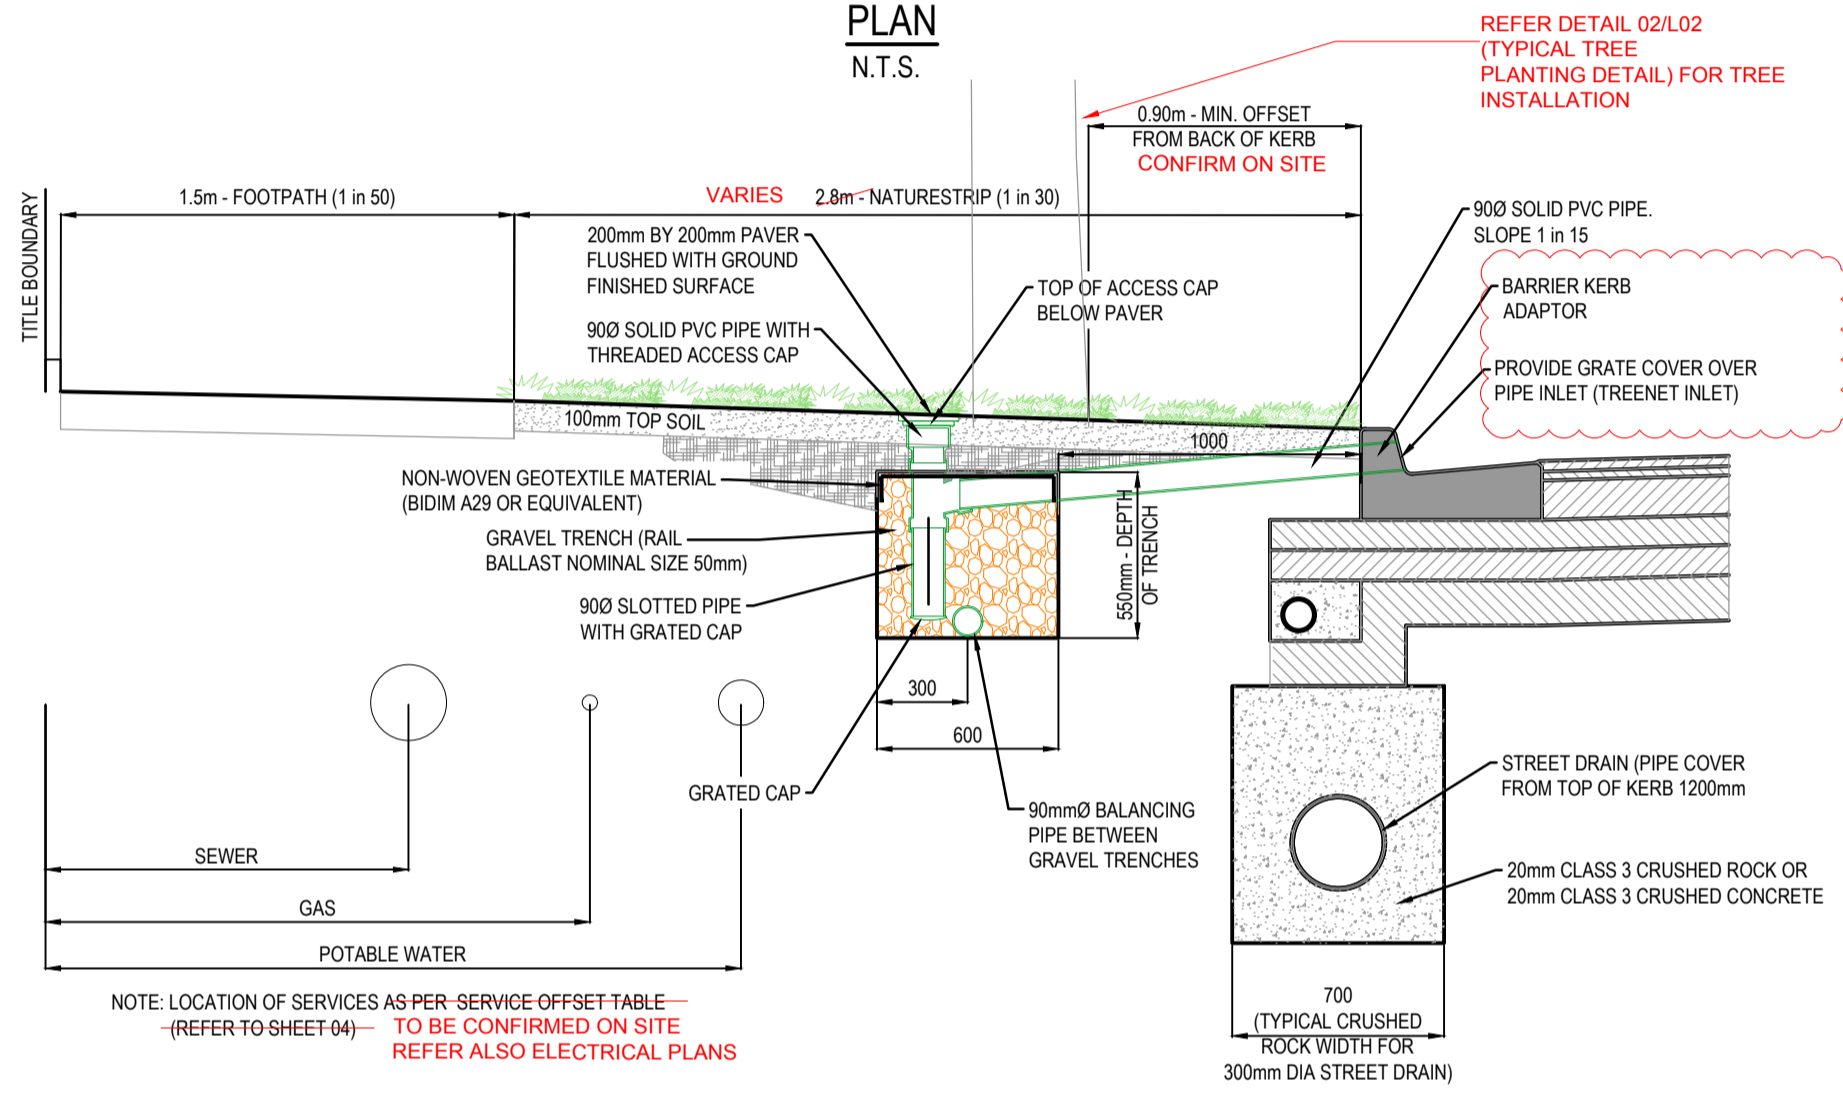 PLAN
N.T.S.
REFER DETAIL 02/L02
(TYPICAL TREE
PLANTING DETAIL) FOR TREE
INSTALLATION
0.90m - MIN. OFFSET
FROM BACK OF KERB
CONFIRM ON SITE
TITLE BOUNDARY
1.5m - FOOTPATH (1 in 50)
VARIES 2.8m - NATURESTRIP (1 in 30)
200mm BY 200mm PAVER
FLUSHED WITH GROUND
FINISHED SURFACE
90Ø SOLID PVC PIPE WITH
THREADED ACCESS CAP
TOP OF ACCESS CAP
BELOW PAVER
90Ø SOLID PVC PIPE.
SLOPE 1 in 15
BARRIER KERB
ADAPTOR
PROVIDE GRATE COVER OVER
PIPE INLET (TREENET INLET)
100mm TOP SOIL
1000
NON-WOVEN GEOTEXTILE MATERIAL
(BIDIM A29 OR EQUIVALENT)
GRAVEL TRENCH (RAIL
BALLAST NOMINAL SIZE 50mm)
90Ø SLOTTED PIPE
WITH GRATED CAP
550mm - DEPTH
OF TRENCH
300
600
GRATED CAP
90mmØ BALANCING
PIPE BETWEEN
GRAVEL TRENCHES
STREET DRAIN (PIPE COVER
FROM TOP OF KERB 1200mm
20mm CLASS 3 CRUSHED ROCK OR
20mm CLASS 3 CRUSHED CONCRETE
SEWER
GAS
POTABLE WATER
NOTE: LOCATION OF SERVICES AS PER SERVICE OFFSET TABLE
(REFER TO SHEET 04) TO BE CONFIRMED ON SITE
REFER ALSO ELECTRICAL PLANS
700
(TYPICAL CRUSHED
ROCK WIDTH FOR
300mm DIA STREET DRAIN)